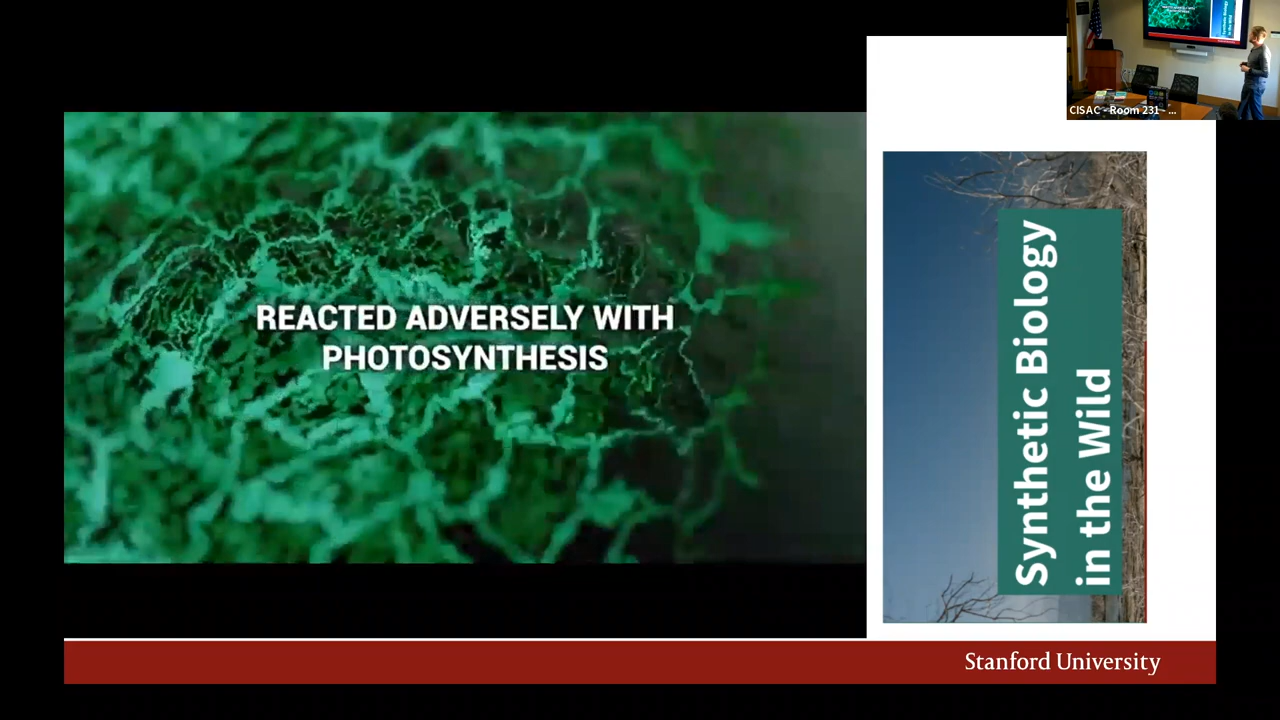 REACTED ADVERSELY WITH
PHOTOSYNTHESIS
Synthetic Biology
in the Wild
CISAC - Room 231 - ...
Stanford University